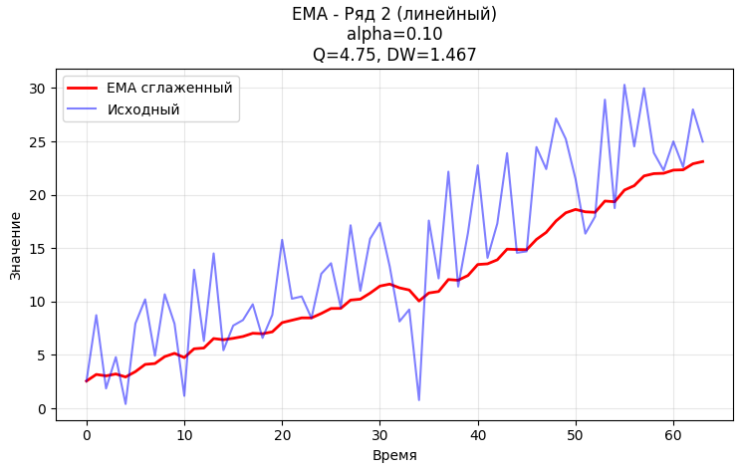 EMA - Ряд 2 (линейный)
alpha=0.10
Q=4.75, DW=1.467
EMA сглаженный
Исходный
Значение
30
25
20
15
10
5
0
0 10 20 30 40 50 60
Время